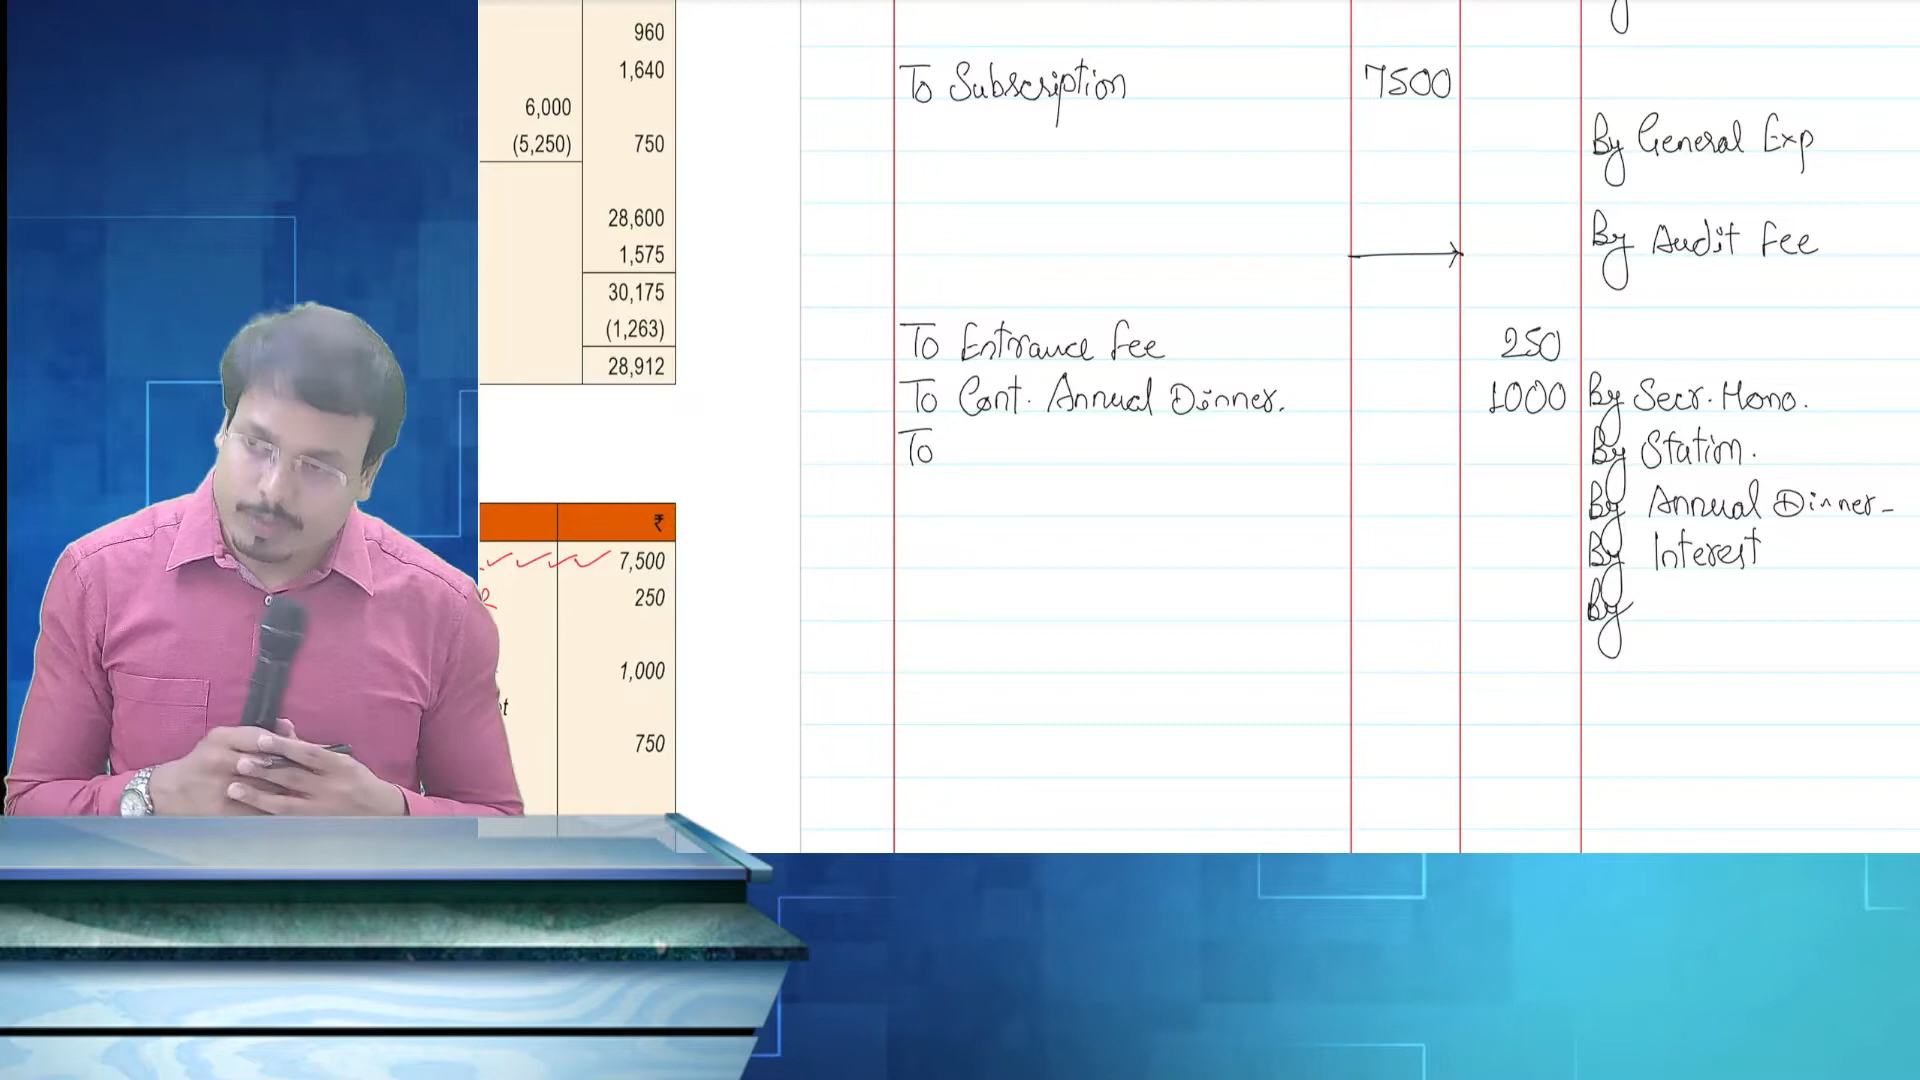 960
1,640
6,000
(5,250) 750
28,600
1,575
30,175
(1,263)
28,912
₹
7,500
250
1,000
750
To Subscription 7500
By General Exp
By Audit Fee
To Entrance Fee 250
To Cont. Annual Dinner. 1000 By Secr. Hono.
To By Station.
By Annual Dinner-
By Interest
By